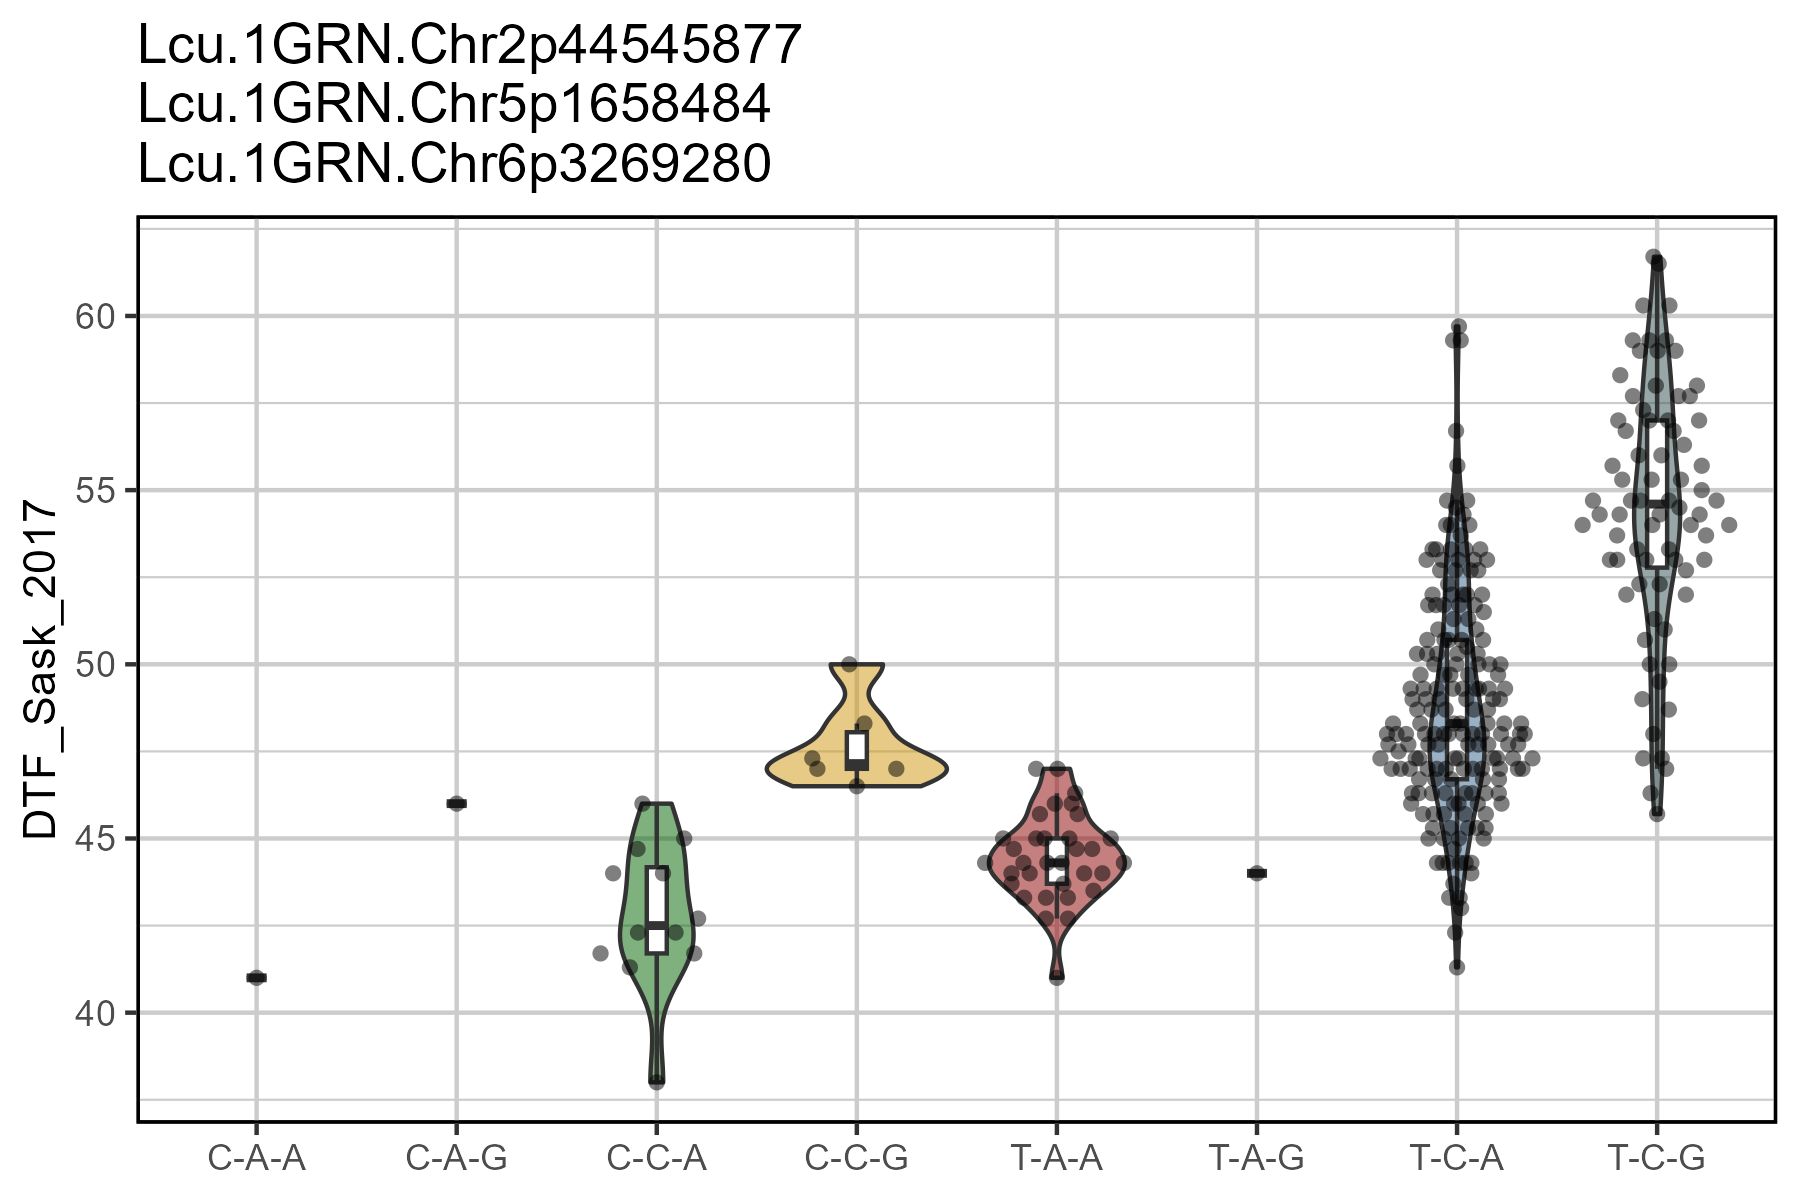 Lcu.1GRN.Chr2p44545877
Lcu.1GRN.Chr5p1658484
Lcu.1GRN.Chr6p3269280
DTF_Sask_2017
60
55
50
45
40
C-A-A
C-A-G
C-C-A
C-C-G
T-A-A
T-A-G
T-C-A
T-C-G